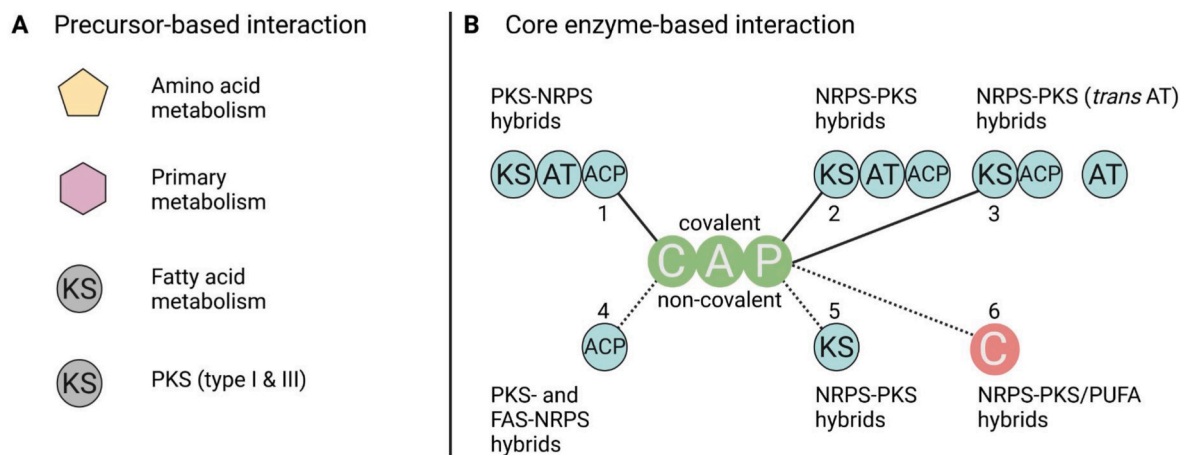 A Precursor-based interaction
Amino acid
metabolism
Primary
metabolism
KS
Fatty acid
metabolism
KS
PKS (type I & III)
B Core enzyme-based interaction
PKS-NRPS
hybrids
NRPS-PKS
hybrids
NRPS-PKS (trans AT)
hybrids
KS AT ACP
KS AT ACP
KS ACP AT
1
2
3
covalent
C A P
non-covalent
4
5
6
ACP
KS
C
PKS- and
FAS-NRPS
hybrids
NRPS-PKS
hybrids
NRPS-PKS/PUFA
hybrids